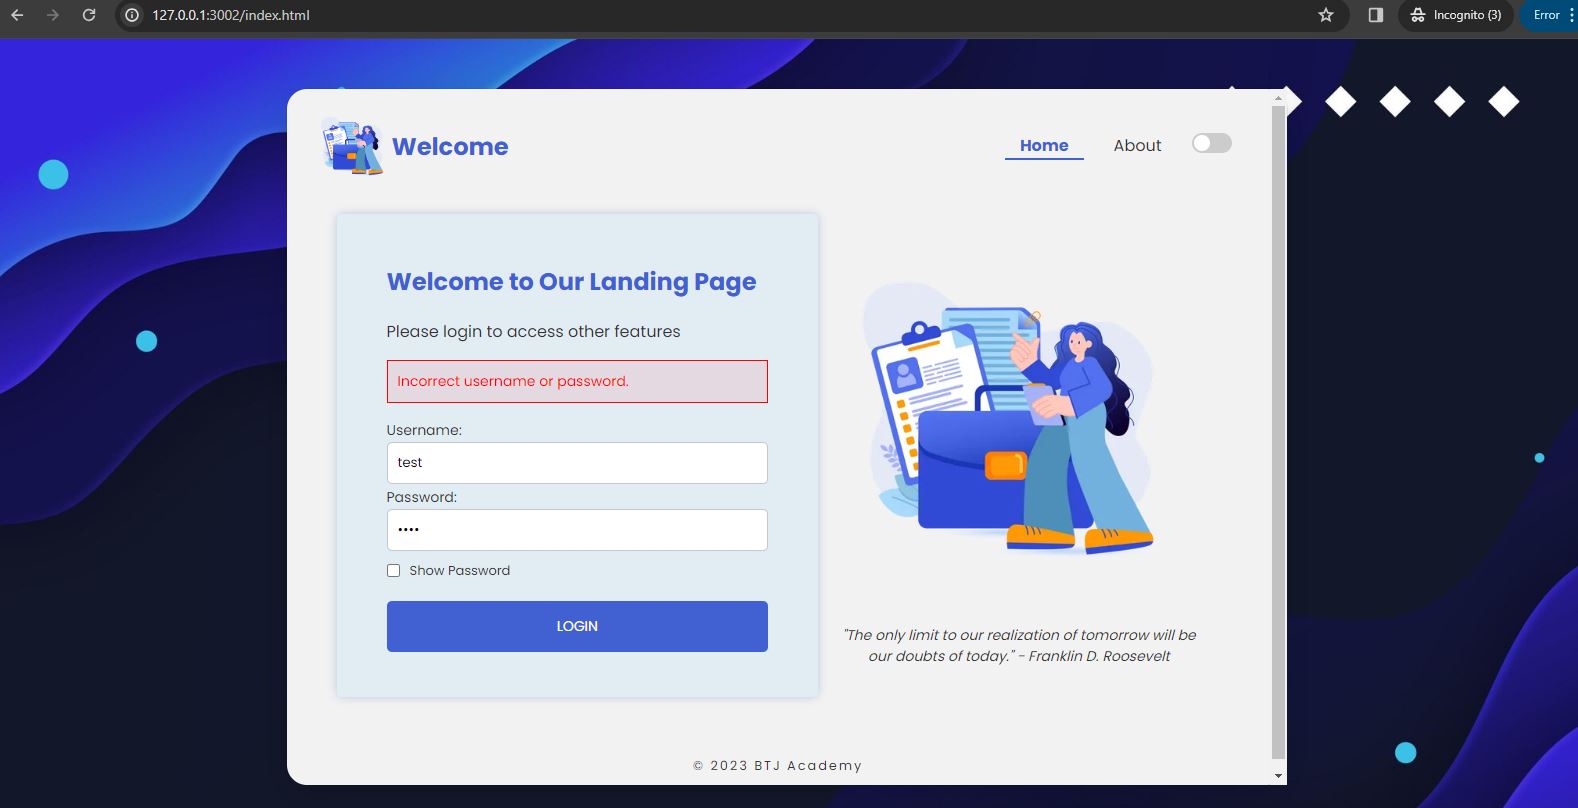 127.0.0.1:3002/index.html
Incognito (3)
Error
Welcome
Home
About
Welcome to Our Landing Page
Please login to access other features
Incorrect username or password.
Username:
test
Password:
••••
Show Password
LOGIN
"The only limit to our realization of tomorrow will be
our doubts of today." - Franklin D. Roosevelt
© 2023 BTJ Academy